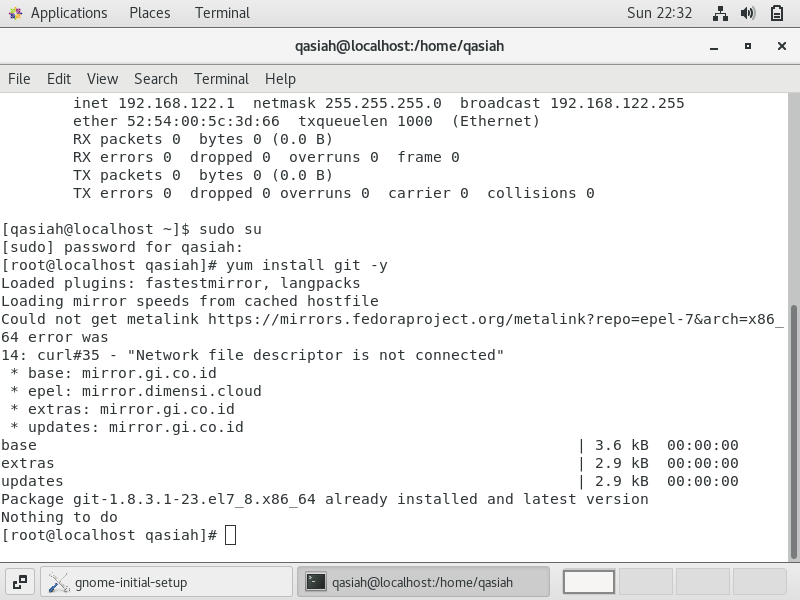 Applications Places Terminal Sun 22:32
qasiah@localhost:/home/qasiah
File Edit View Search Terminal Help
inet 192.168.122.1  netmask 255.255.255.0  broadcast 192.168.122.255
ether 52:54:00:5c:3d:66  txqueuelen 1000  (Ethernet)
RX packets 0  bytes 0 (0.0 B)
RX errors 0  dropped 0  overruns 0  frame 0
TX packets 0  bytes 0 (0.0 B)
TX errors 0  dropped 0 overruns 0  carrier 0  collisions 0
[qasiah@localhost ~]$ sudo su
[sudo] password for qasiah:
[root@localhost qasiah]# yum install git -y
Loaded plugins: fastestmirror, langpacks
Loading mirror speeds from cached hostfile
Could not get metalink https://mirrors.fedoraproject.org/metalink?repo=epel-7&arch=x86_
64 error was
14: curl#35 - "Network file descriptor is not connected"
 * base: mirror.gi.co.id
 * epel: mirror.dimensi.cloud
 * extras: mirror.gi.co.id
 * updates: mirror.gi.co.id
base | 3.6 kB  00:00:00
extras | 2.9 kB  00:00:00
updates | 2.9 kB  00:00:00
Package git-1.8.3.1-23.el7_8.x86_64 already installed and latest version
Nothing to do
[root@localhost qasiah]#
gnome-initial-setup qasiah@localhost:/home/qasiah